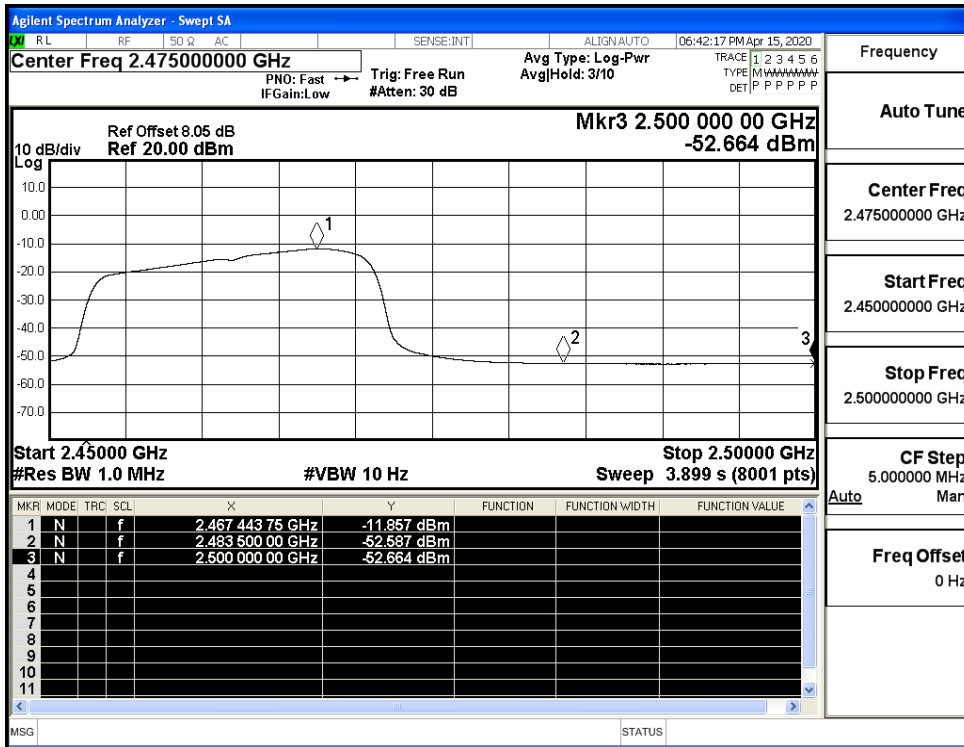 Agilent Spectrum Analyzer - Swept SA
LXI RL RF 50 Ω AC SENSE:INT ALIGN AUTO 06:42:17 PM Apr 15, 2020
Center Freq 2.475000000 GHz
PNO: Fast
IFGain:Low
Trig: Free Run
#Atten: 30 dB
Avg Type: Log-Pwr
Avg|Hold: 3/10
TRACE 1 2 3 4 5 6
TYPE M WWWWW
DET P P P P P P
Ref Offset 8.05 dB
10 dB/div Ref 20.00 dBm
Log
Mkr3 2.500 000 00 GHz
-52.664 dBm
10.0
0.00
-10.0
-20.0
-30.0
-40.0
-50.0
-60.0
-70.0
1
2
3
Start 2.45000 GHz Stop 2.50000 GHz
#Res BW 1.0 MHz #VBW 10 Hz Sweep 3.899 s (8001 pts)
MKR MODE TRC SCL X Y FUNCTION FUNCTION WIDTH FUNCTION VALUE
1 N f 2.467 443 75 GHz -11.857 dBm
2 N f 2.483 500 00 GHz -52.587 dBm
3 N f 2.500 000 00 GHz -52.664 dBm
4
5
6
7
8
9
10
11
MSG STATUS
Frequency
Auto Tune
Center Freq
2.475000000 GHz
Start Freq
2.450000000 GHz
Stop Freq
2.500000000 GHz
CF Step
5.000000 MHz
Auto Man
Freq Offset
0 Hz